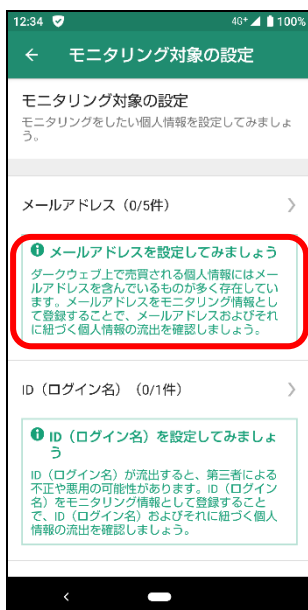 12:34 4G+ 100%
← モニタリング対象の設定
モニタリング対象の設定
モニタリングをしたい個人情報を設定してみましょ
う。
メールアドレス（0/5件）
メールアドレスを設定してみましょう
ダークウェブ上で売買される個人情報にはメー
ルアドレスを含んでいるものが多く存在してい
ます。メールアドレスをモニタリング情報とし
て登録することで、メールアドレスおよびそれ
に紐づく個人情報の流出を確認しましょう。
ID（ログイン名）（0/1件）
ID（ログイン名）を設定してみましょ
う
ID（ログイン名）が流出すると、第三者による
不正や悪用の可能性があります。ID（ログイン
名）をモニタリング情報として登録すること
で、ID（ログイン名）およびそれに紐づく個人
情報の流出を確認しましょう。